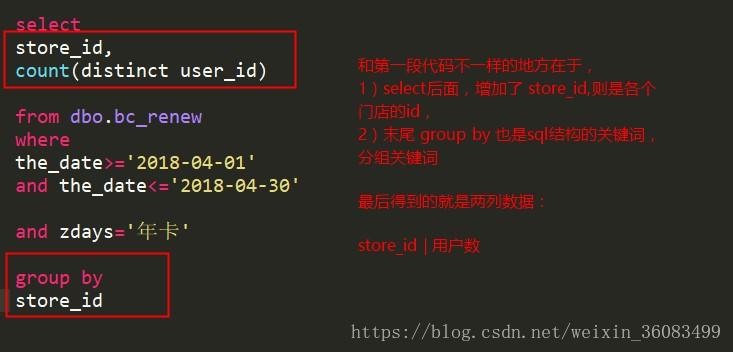 select
store_id,
count(distinct user_id)
from dbo.bc_renew
where
the_date>='2018-04-01'
and the_date<='2018-04-30'
and zdays='年卡'
group by
store_id
和第一段代码不一样的地方在于，
1）select后面，增加了 store_id,则是各个
门店的id，
2）末尾 group by 也是sql结构的关键词，
分组关键词
最后得到的就是两列数据：
store_id | 用户数
https://blog.csdn.net/weixin_36083499